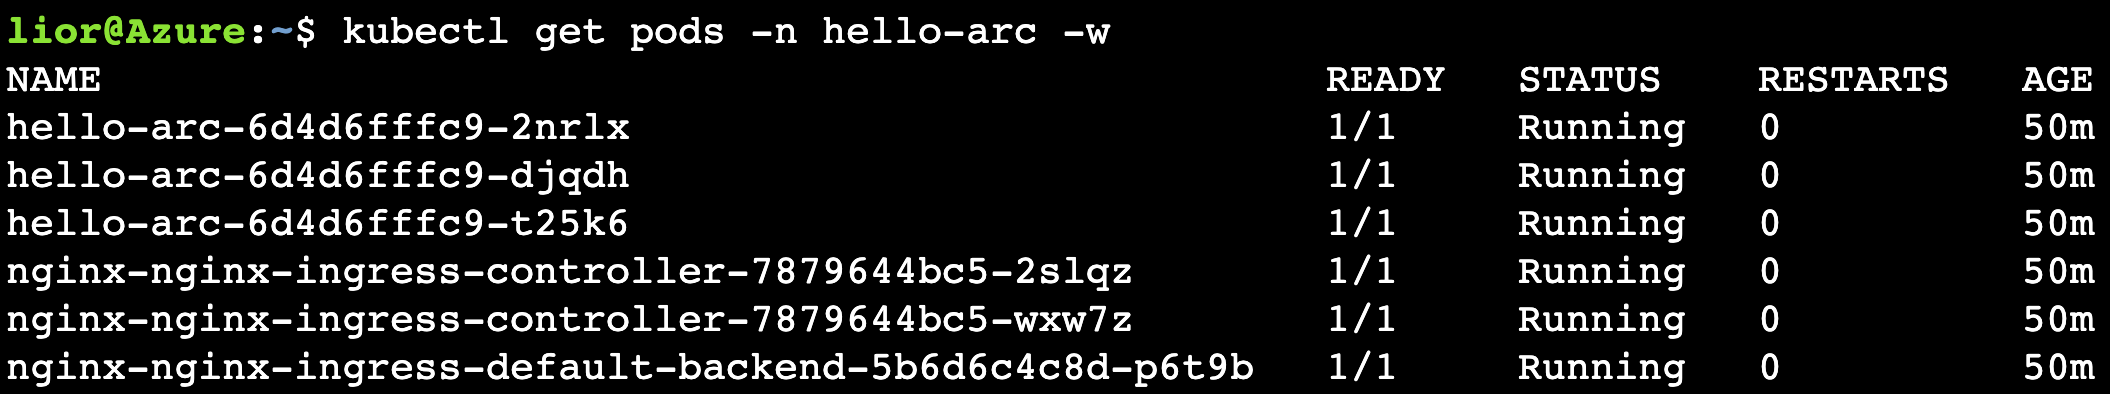 lior@Azure:~$ kubectl get pods -n hello-arc -w
NAME READY STATUS RESTARTS AGE
hello-arc-6d4d6fffc9-2nrlx 1/1 Running 0 50m
hello-arc-6d4d6fffc9-djqdh 1/1 Running 0 50m
hello-arc-6d4d6fffc9-t25k6 1/1 Running 0 50m
nginx-nginx-ingress-controller-7879644bc5-2slqz 1/1 Running 0 50m
nginx-nginx-ingress-controller-7879644bc5-wxw7z 1/1 Running 0 50m
nginx-nginx-ingress-default-backend-5b6d6c4c8d-p6t9b 1/1 Running 0 50m